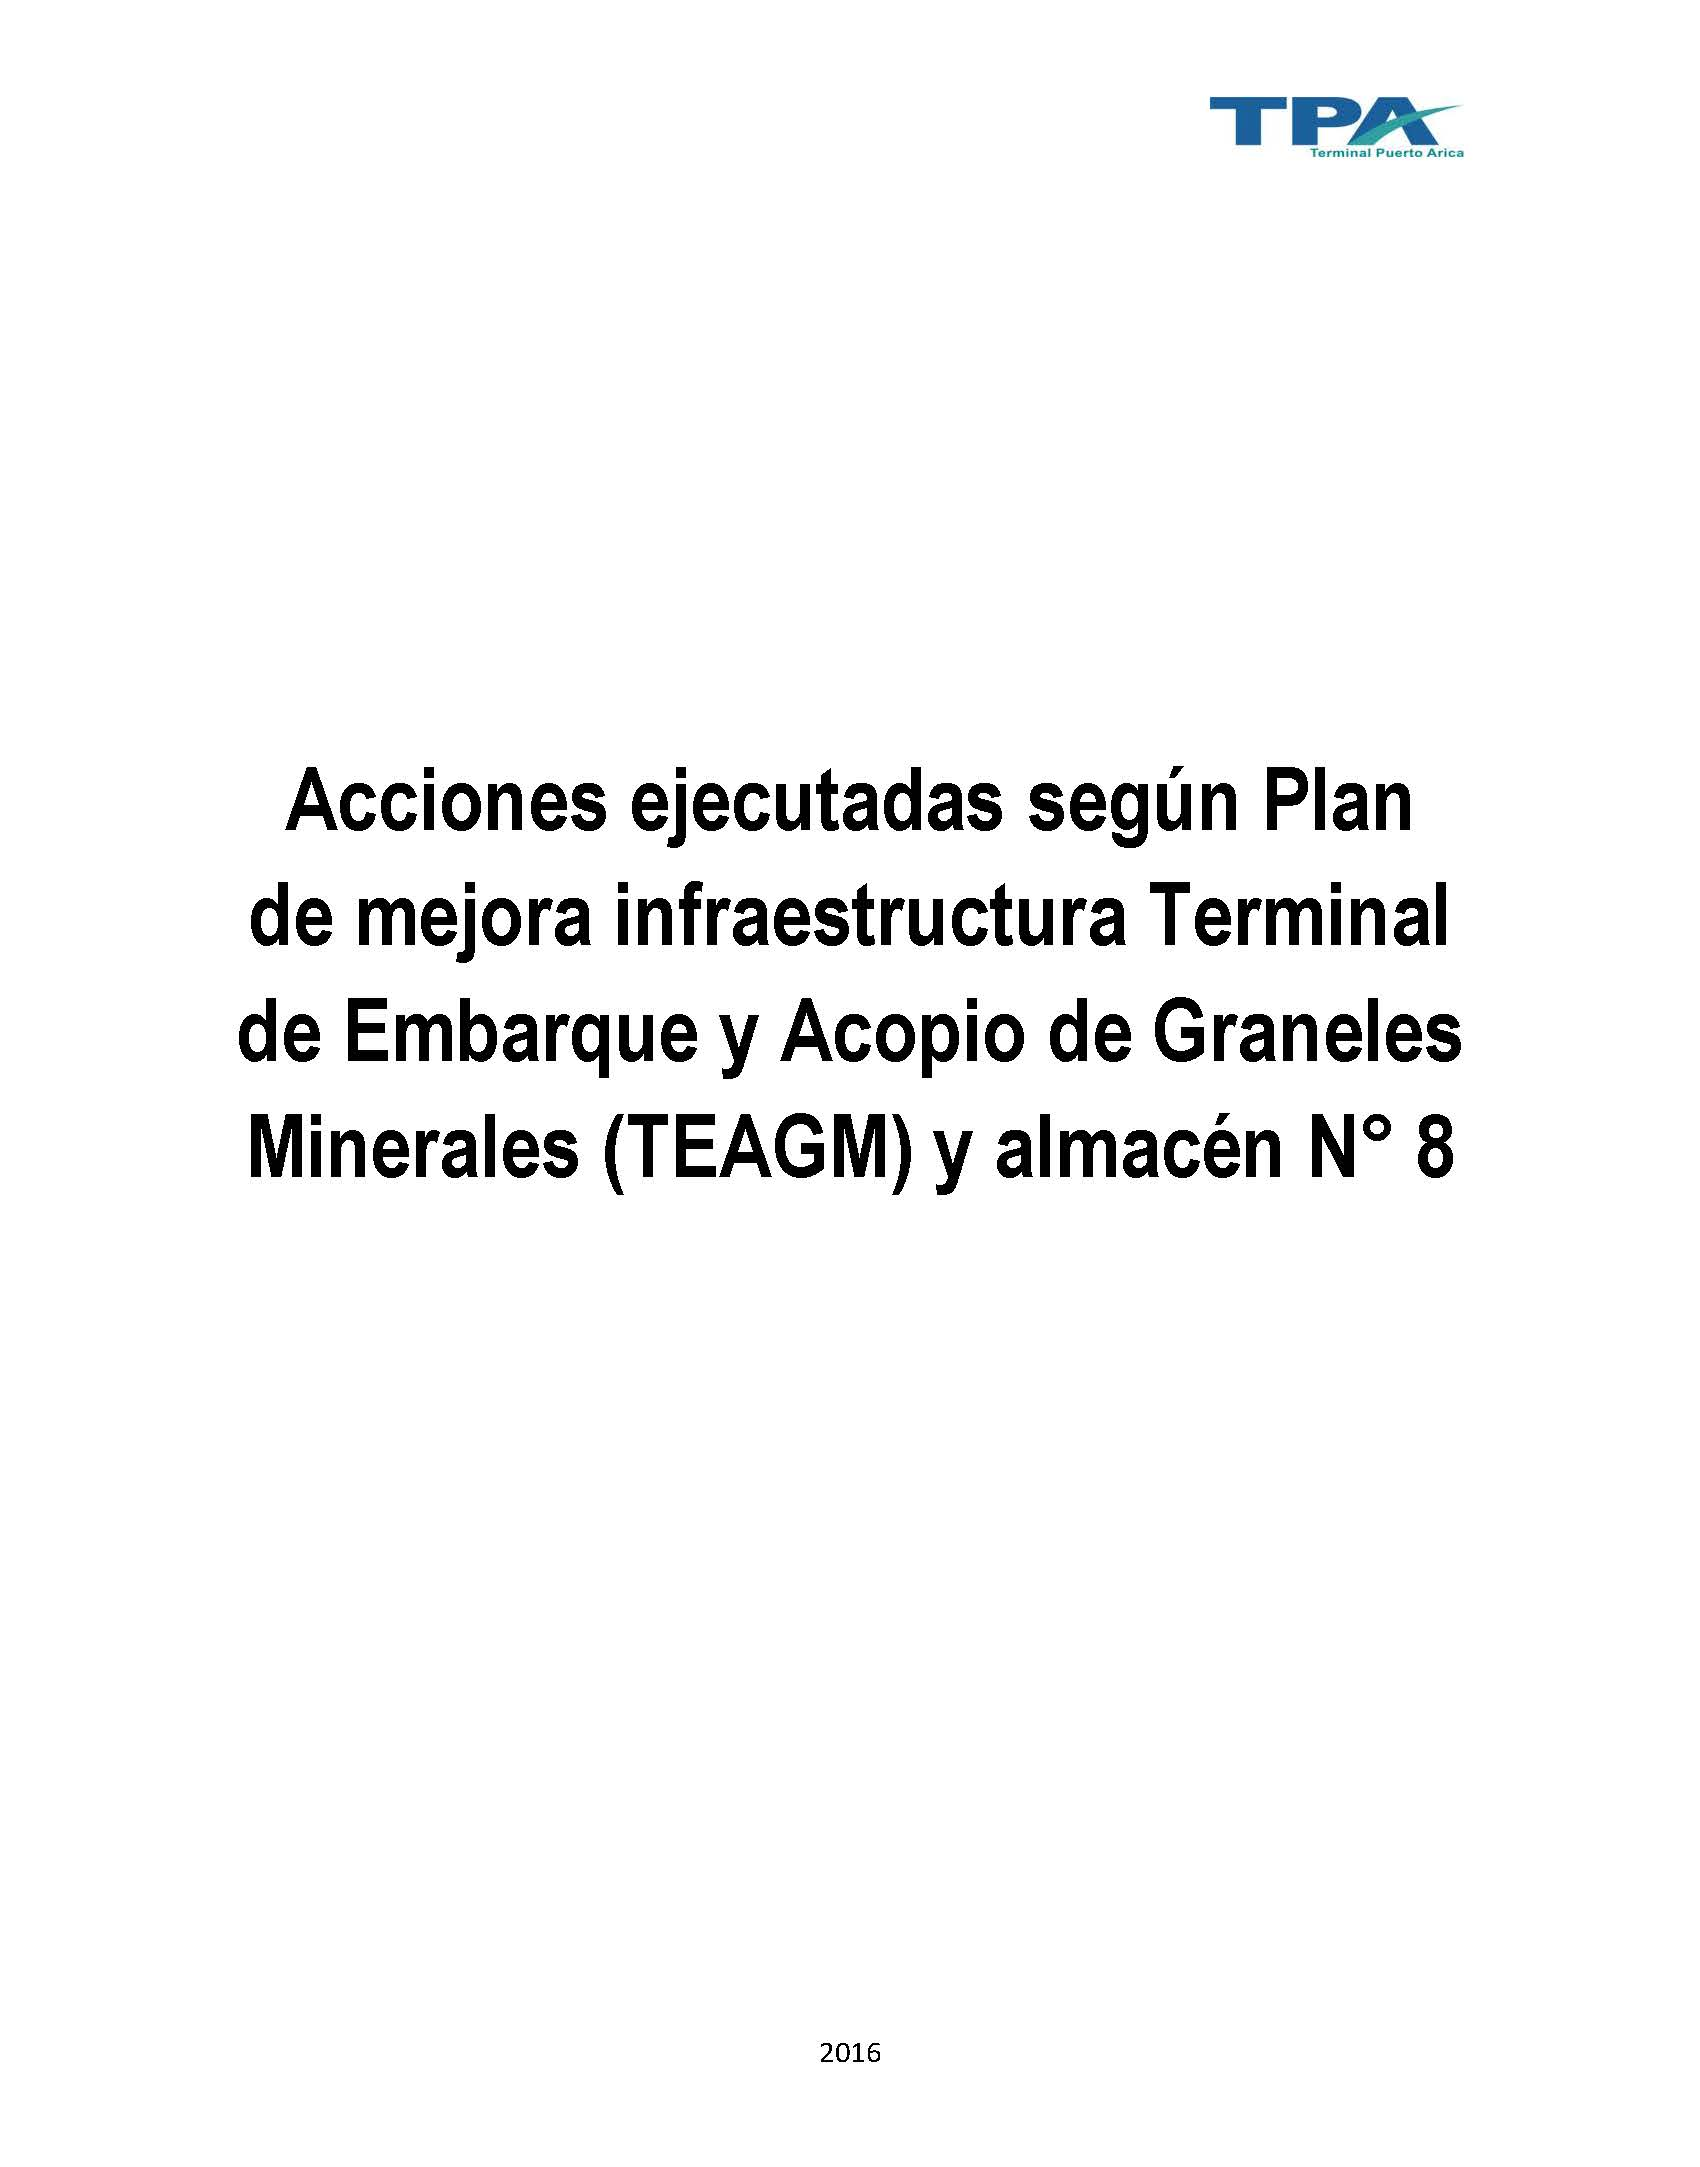 TPA
Terminal Puerto Arica
Acciones ejecutadas según Plan
de mejora infraestructura Terminal
de Embarque y Acopio de Graneles
Minerales (TEAGM) y almacén N° 8
2016